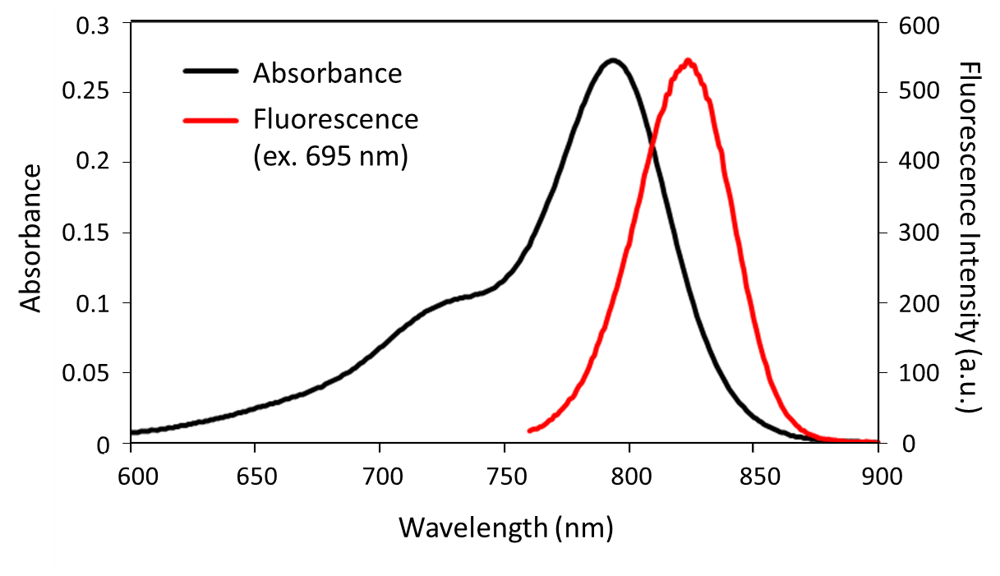 0.3
0.25
0.2
0.15
0.1
0.05
0
Absorbance
Absorbance
Fluorescence
(ex. 695 nm)
600
500
400
300
200
100
0
Fluorescence Intensity (a.u.)
600 650 700 750 800 850 900
Wavelength (nm)